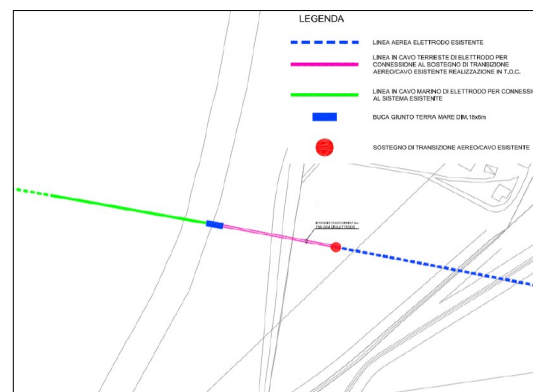 LEGENDA
LINEA AEREA ELETTRODO ESISTENTE
LINEA IN CAVO TERRESTE DI ELETTRODO PER
CONNESSIONE AL SOSTEGNO DI TRANSIZIONE
AEREO/CAVO ESISTENTE REALIZZAZIONE IN T.O.C.
LINEA IN CAVO MARINO DI ELETTRODO PER CONNESSI
AL SISTEMA ESISTENTE
BUCA GIUNTO TERRA MARE DIM.18x6m
SOSTEGNO DI TRANSIZIONE AEREO/CAVO ESISTENTE